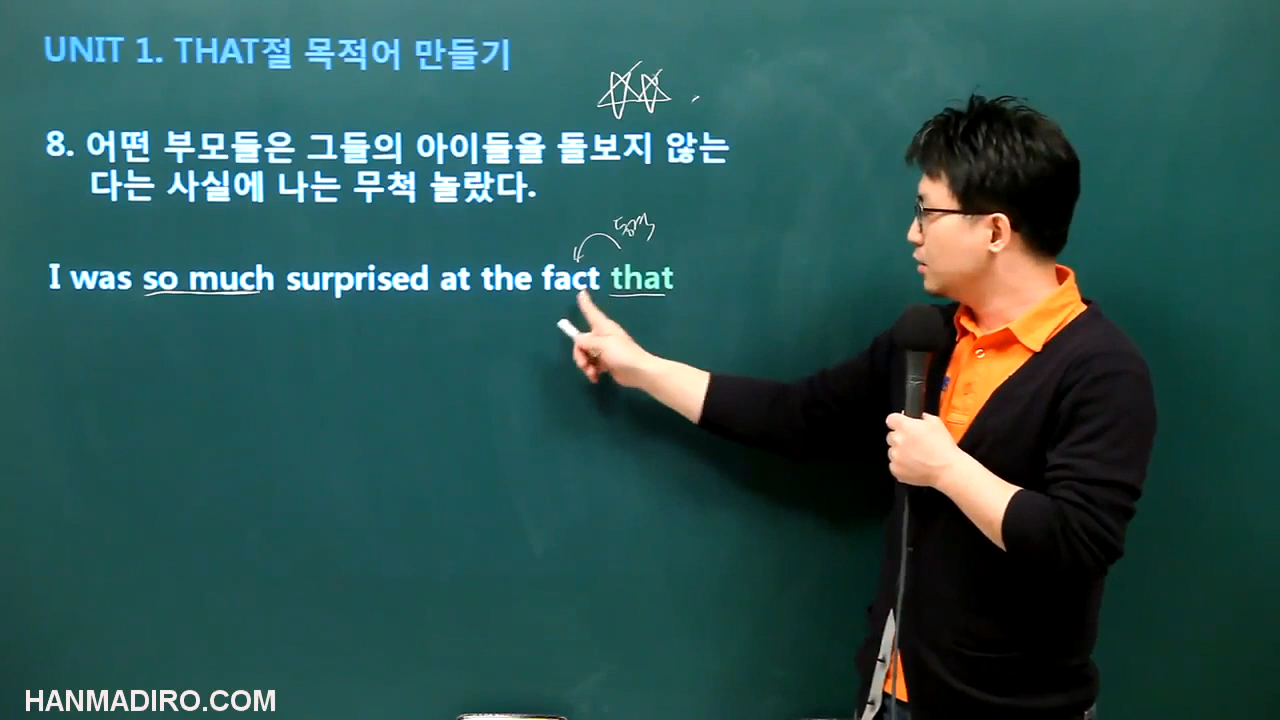 UNIT 1. THAT절 목적어 만들기
8. 어떤 부모들은 그들의 아이들을 돌보지 않는
다는 사실에 나는 무척 놀랐다.
I was so much surprised at the fact that
HANMADIRO.COM